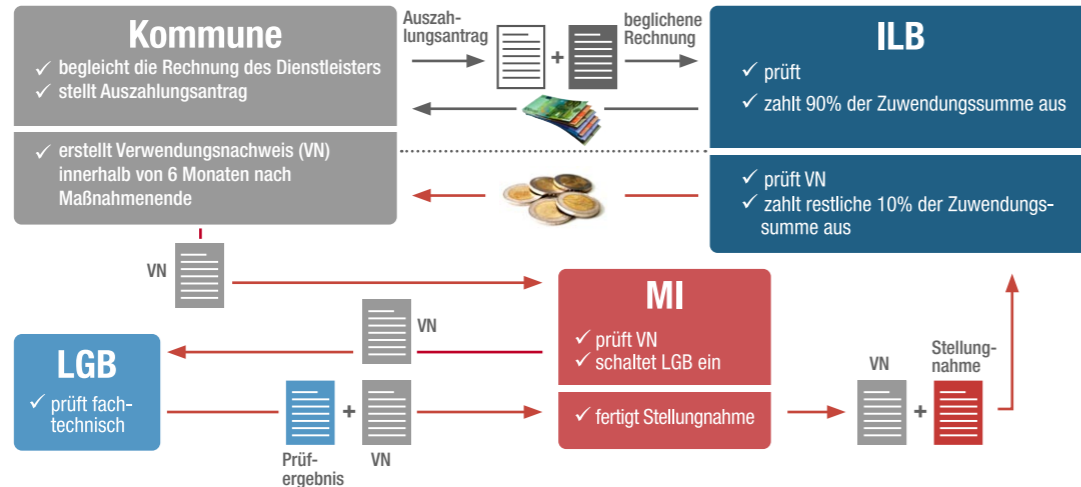 Kommune
✓ begleicht die Rechnung des Dienstleisters
✓ stellt Auszahlungsantrag
✓ erstellt Verwendungsnachweis (VN)
innerhalb von 6 Monaten nach
Maßnahmenende
Auszah-
lungsantrag
+
beglichene
Rechnung
ILB
✓ prüft
✓ zahlt 90% der Zuwendungssumme aus
✓ prüft VN
✓ zahlt restliche 10% der Zuwendungs-
summe aus
VN
MI
✓ prüft VN
✓ schaltet LGB ein
✓ fertigt Stellungnahme
VN
LGB
✓ prüft fach-
technisch
+
Prüf-
ergebnis
VN
VN
+
Stellung-
nahme